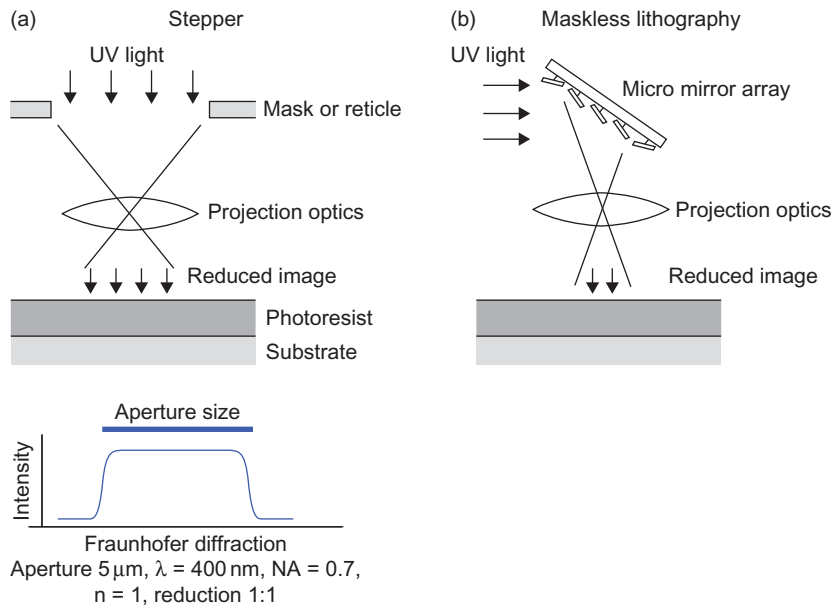 (a) Stepper
UV light
Mask or reticle
Projection optics
Reduced image
Photoresist
Substrate
Aperture size
Intensity
Fraunhofer diffraction
Aperture 5 μm, λ = 400 nm, NA = 0.7,
n = 1, reduction 1:1
(b) Maskless lithography
UV light
Micro mirror array
Projection optics
Reduced image